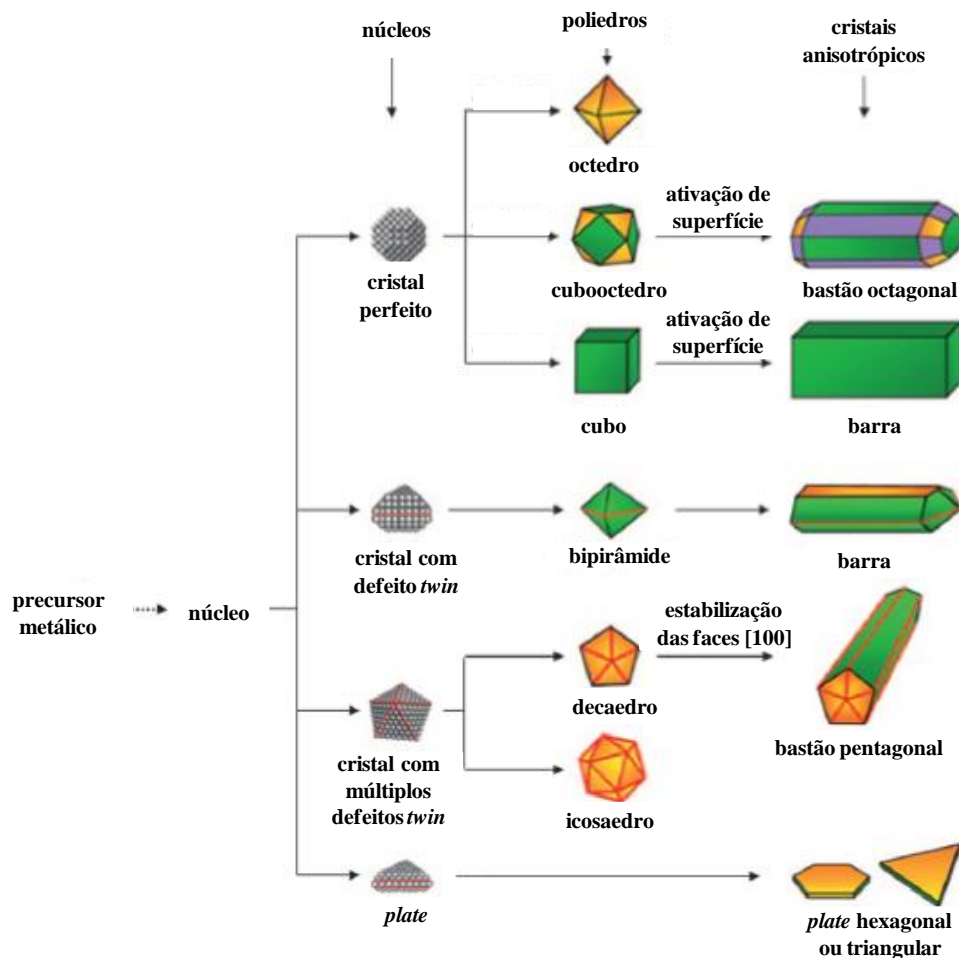 núcleos
poliedros
cristais
anisotrópicos
octedro
ativação de
superfície
cristal
perfeito
cubooctedro
bastão octagonal
ativação de
superfície
cubo
barra
cristal com
defeito twin
bipirâmide
barra
precursor
metálico
núcleo
estabilização
das faces [100]
decaedro
bastão pentagonal
cristal com
múltiplos
defeitos twin
icosaedro
plate
plate hexagonal
ou triangular